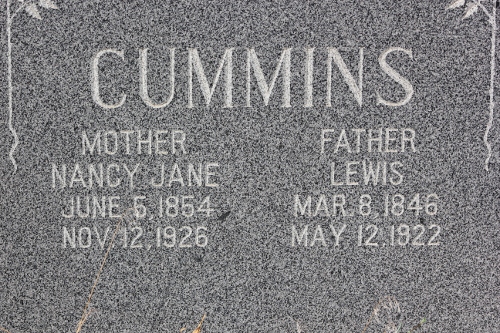 CUMMINS
MOTHER
NANCY JANE
JUNE 5, 1854
NOV. 12, 1926
FATHER
LEWIS
MAR. 8, 1846
MAY. 12. 1922